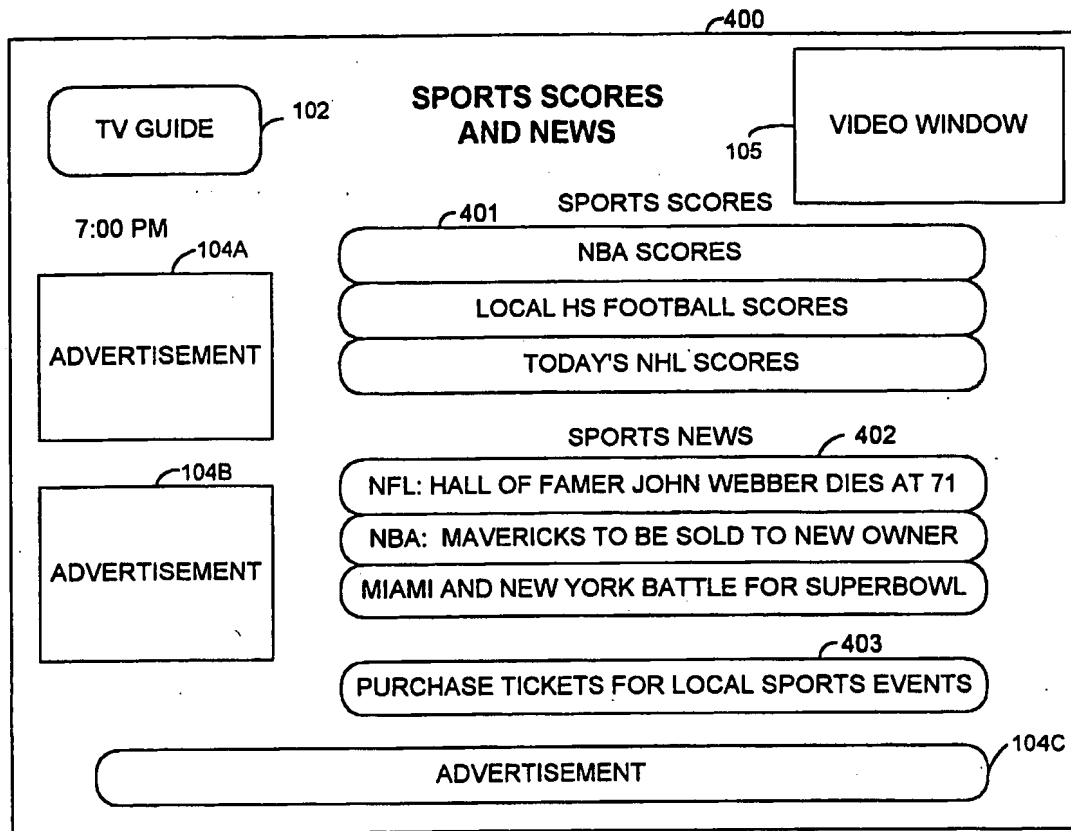 400
TV GUIDE
102
SPORTS SCORES
AND NEWS
105
VIDEO WINDOW
7:00 PM
104A
ADVERTISEMENT
104B
ADVERTISEMENT
SPORTS SCORES
401
NBA SCORES
LOCAL HS FOOTBALL SCORES
TODAY'S NHL SCORES
SPORTS NEWS
402
NFL: HALL OF FAMER JOHN WEBBER DIES AT 71
NBA: MAVERICKS TO BE SOLD TO NEW OWNER
MIAMI AND NEW YORK BATTLE FOR SUPERBOWL
403
PURCHASE TICKETS FOR LOCAL SPORTS EVENTS
104C
ADVERTISEMENT